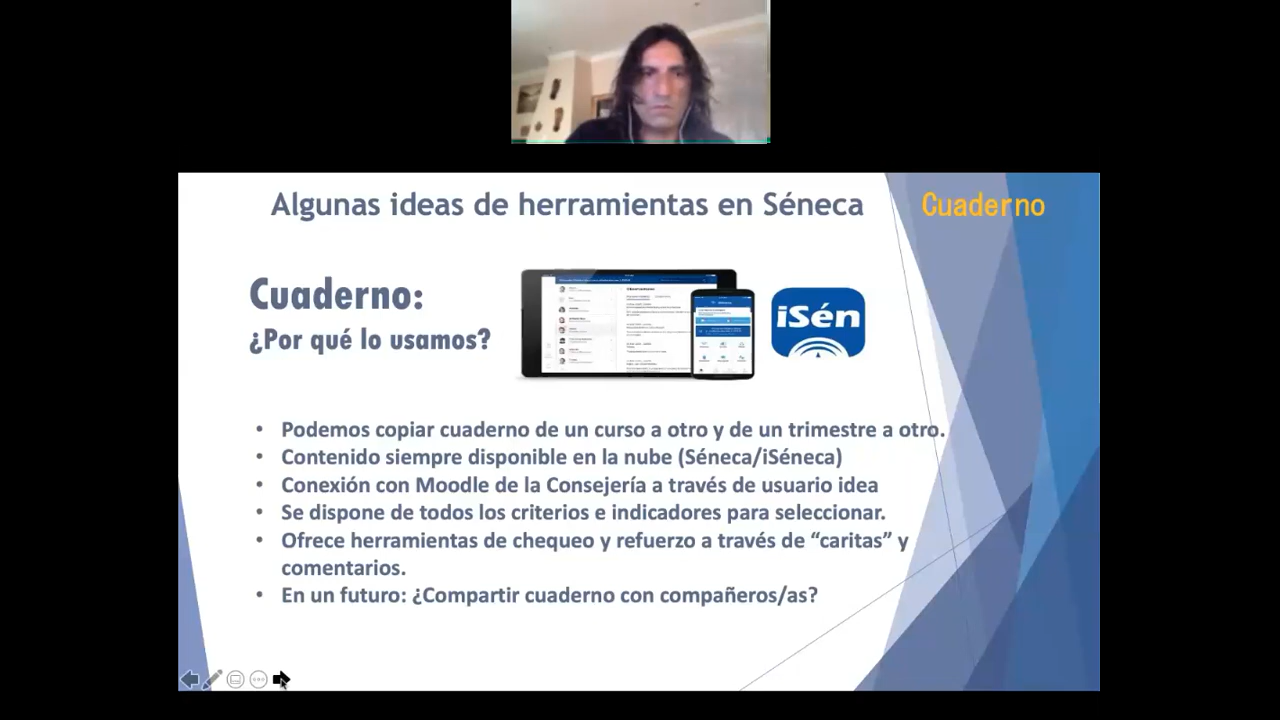 Algunas ideas de herramientas en Séneca
Cuaderno
Cuaderno:
¿Por qué lo usamos?
iSén
• Podemos copiar cuaderno de un curso a otro y de un trimestre a otro.
• Contenido siempre disponible en la nube (Séneca/iSéneca)
• Conexión con Moodle de la Consejería a través de usuario idea
• Se dispone de todos los criterios e indicadores para seleccionar.
• Ofrece herramientas de chequeo y refuerzo a través de “caritas” y
comentarios.
• En un futuro: ¿Compartir cuaderno con compañeros/as?